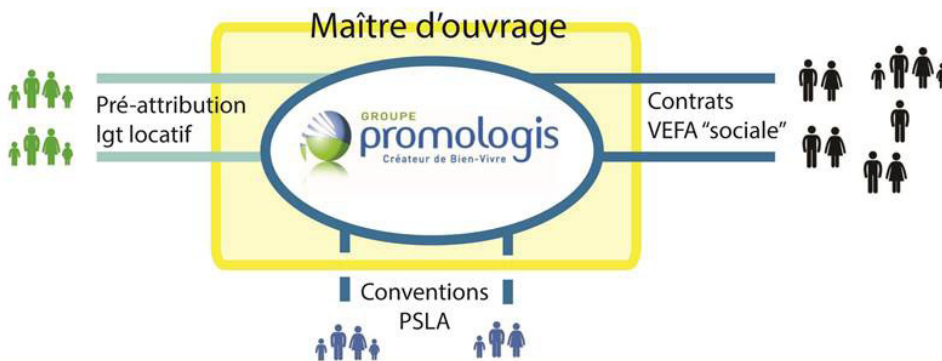 Maître d'ouvrage
Pré-attribution
lgt locatif
GROUPE
promologis
Créateur de Bien-Vivre
Contrats
VEFA “sociale”
Conventions
PSLA